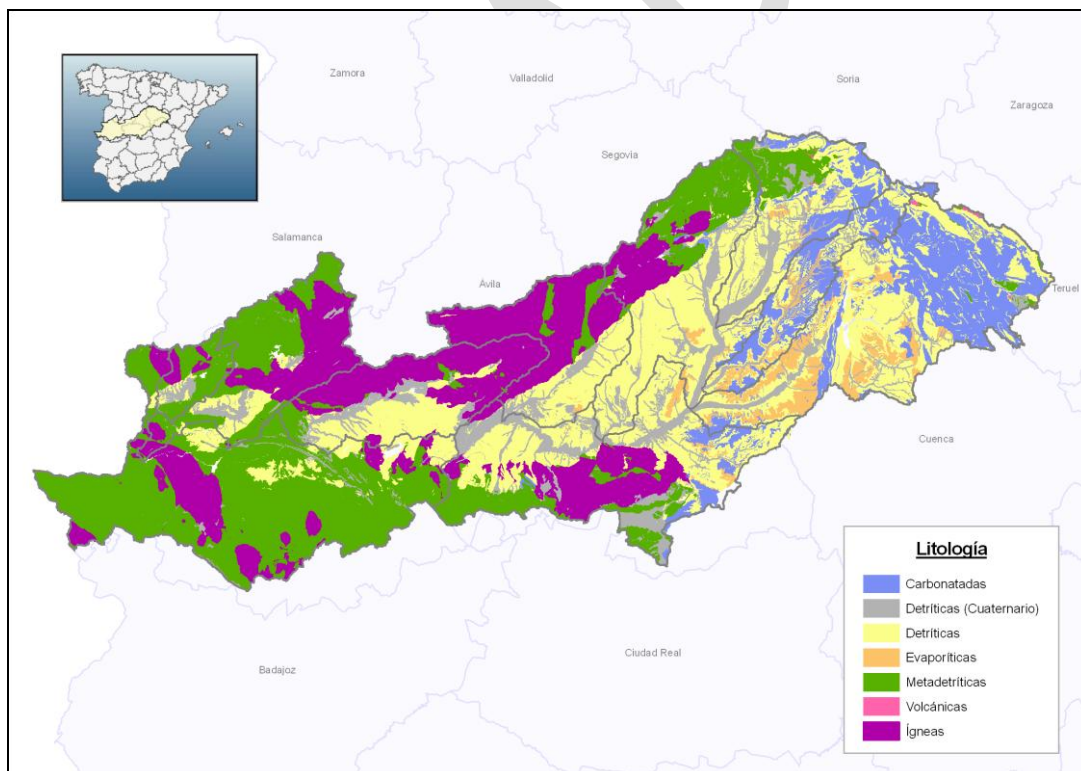 Zamora
Valladolid
Soria
Zaragoza
Segovia
Salamanca
Ávila
Teruel
Cuenca
Ciudad Real
Badajoz
Litología
Carbonatadas
Detríticas (Cuaternario)
Detríticas
Evaporíticas
Metadetríticas
Volcánicas
Ígneas